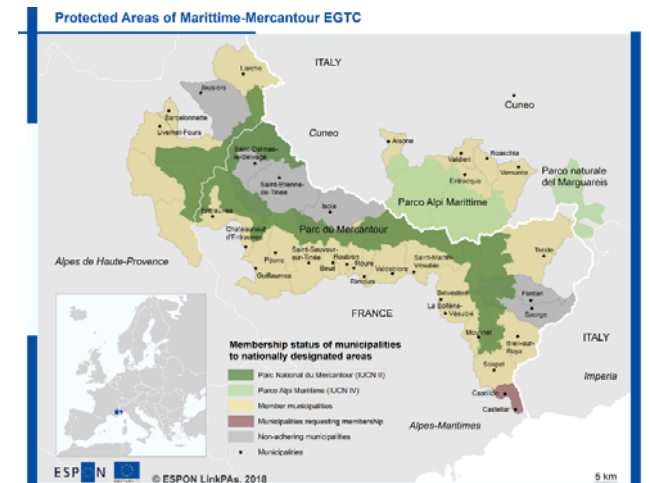 Protected Areas of Marittime-Mercantour EGTC
ITALY
Larche
Jausiers
Cuneo
Barcelonnette
Cuneo
Uvernet-Fours
Aisone
Saint-Dalmas-
le-Selvage
Valdieri
Roaschia
Vernante
Entracque
Parco naturale
del Marguareis
Saint-Etienne-
de-Tinée
Parco Alpi Marittime
Isola
Entraunes
Châteauneuf
d'Entraunes
Parc du Mercantour
Tende
Alpes de Haute-Provence
Péone
Saint-Sauveur-
sur-Tinée
Roubion
Saint-Martin-
Vésubie
Guillaumes
Beuil
Roure
Valdeblore
Rimplas
Belvédère
Fontan
La Bollène-
Vésubie
Saorge
FRANCE
Moulinet
Breil-sur-
Roya
ITALY
Sospel
Imperia
Castillon
Castellar
Alpes-Maritimes
Membership status of municipalities
to nationally designated areas
Parc National du Mercantour (IUCN II)
Parco Alpi Marittime (IUCN IV)
Member municipalities
Municipalities requesting membership
Non-adhering municipalities
Municipalities
ESPON
© ESPON LinkPAs, 2018
5 km